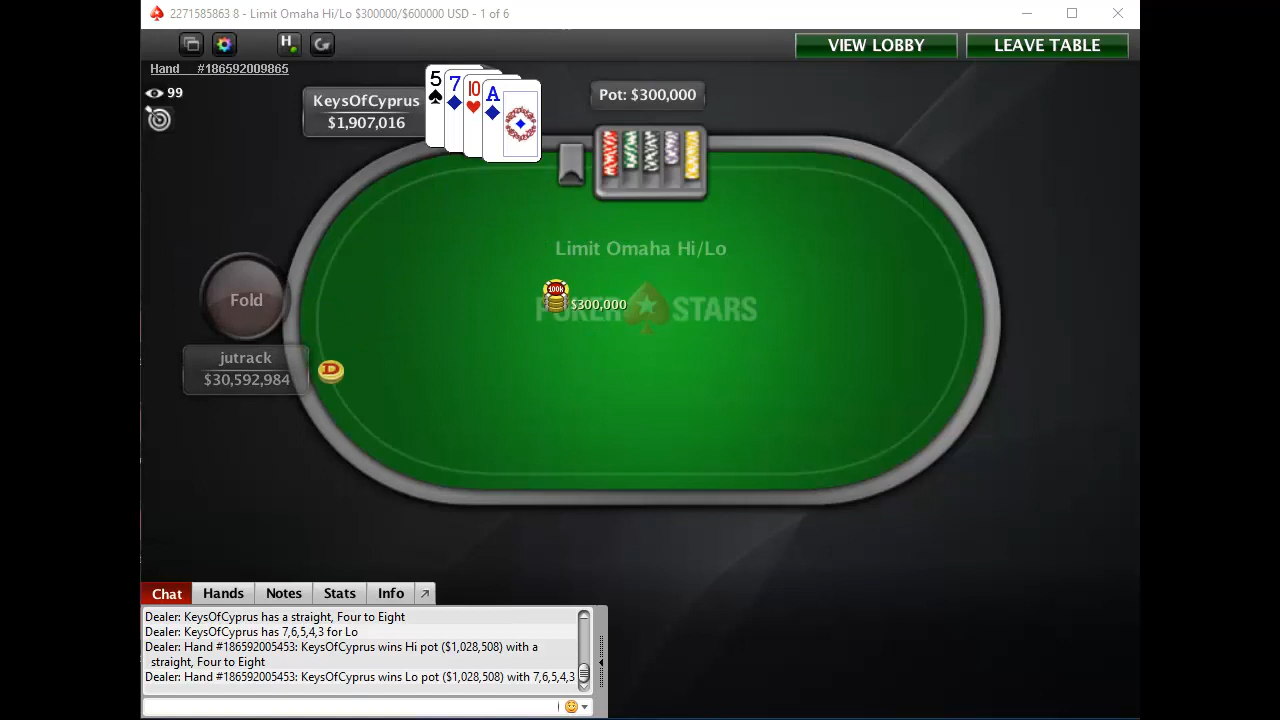 2271585863 8 - Limit Omaha Hi/Lo $300000/$600000 USD - 1 of 6
H
VIEW LOBBY
LEAVE TABLE
Hand #186592009865
99
KeysOfCyprus
$1,907,016
5
7
10
A
Pot: $300,000
Limit Omaha Hi/Lo
100k
$300,000
POKER STARS
Fold
jutrack
$30,592,984
D
Chat
Hands
Notes
Stats
Info
Dealer: KeysOfCyprus has a straight, Four to Eight
Dealer: KeysOfCyprus has 7,6,5,4,3 for Lo
Dealer: Hand #186592005453: KeysOfCyprus wins Hi pot ($1,028,508) with a
straight, Four to Eight
Dealer: Hand #186592005453: KeysOfCyprus wins Lo pot ($1,028,508) with 7,6,5,4,3